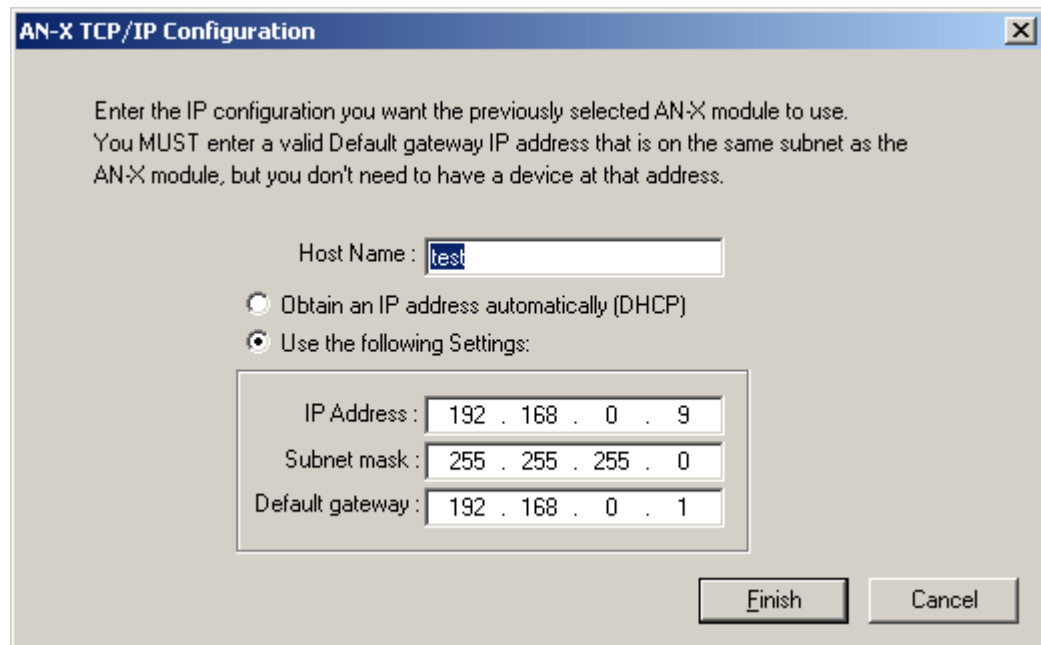 AN-X TCP/IP Configuration
Enter the IP configuration you want the previously selected AN-X module to use.
You MUST enter a valid Default gateway IP address that is on the same subnet as the
AN-X module, but you don't need to have a device at that address.
Host Name : test
Obtain an IP address automatically (DHCP)
Use the following Settings:
IP Address : 192 . 168 . 0 . 9
Subnet mask : 255 . 255 . 255 . 0
Default gateway : 192 . 168 . 0 . 1
Finish Cancel